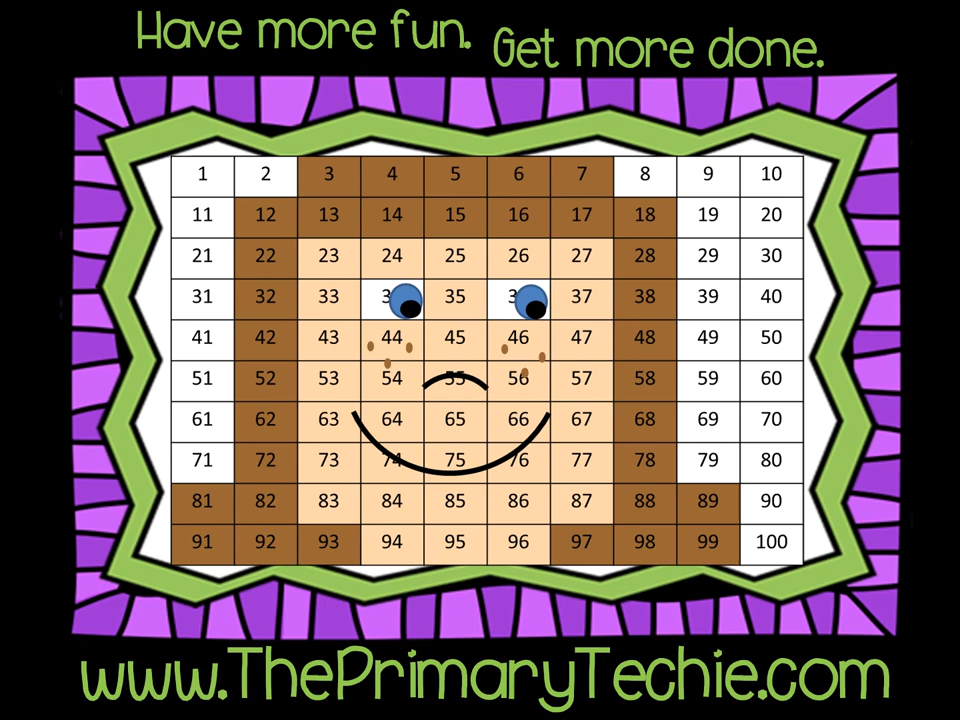 Have more fun. Get more done.
1 2 3 4 5 6 7 8 9 10
11 12 13 14 15 16 17 18 19 20
21 22 23 24 25 26 27 28 29 30
31 32 33 3 35 3 37 38 39 40
41 42 43 44 45 46 47 48 49 50
51 52 53 54 55 56 57 58 59 60
61 62 63 64 65 66 67 68 69 70
71 72 73 74 75 76 77 78 79 80
81 82 83 84 85 86 87 88 89 90
91 92 93 94 95 96 97 98 99 100
www.ThePrimaryTechie.com